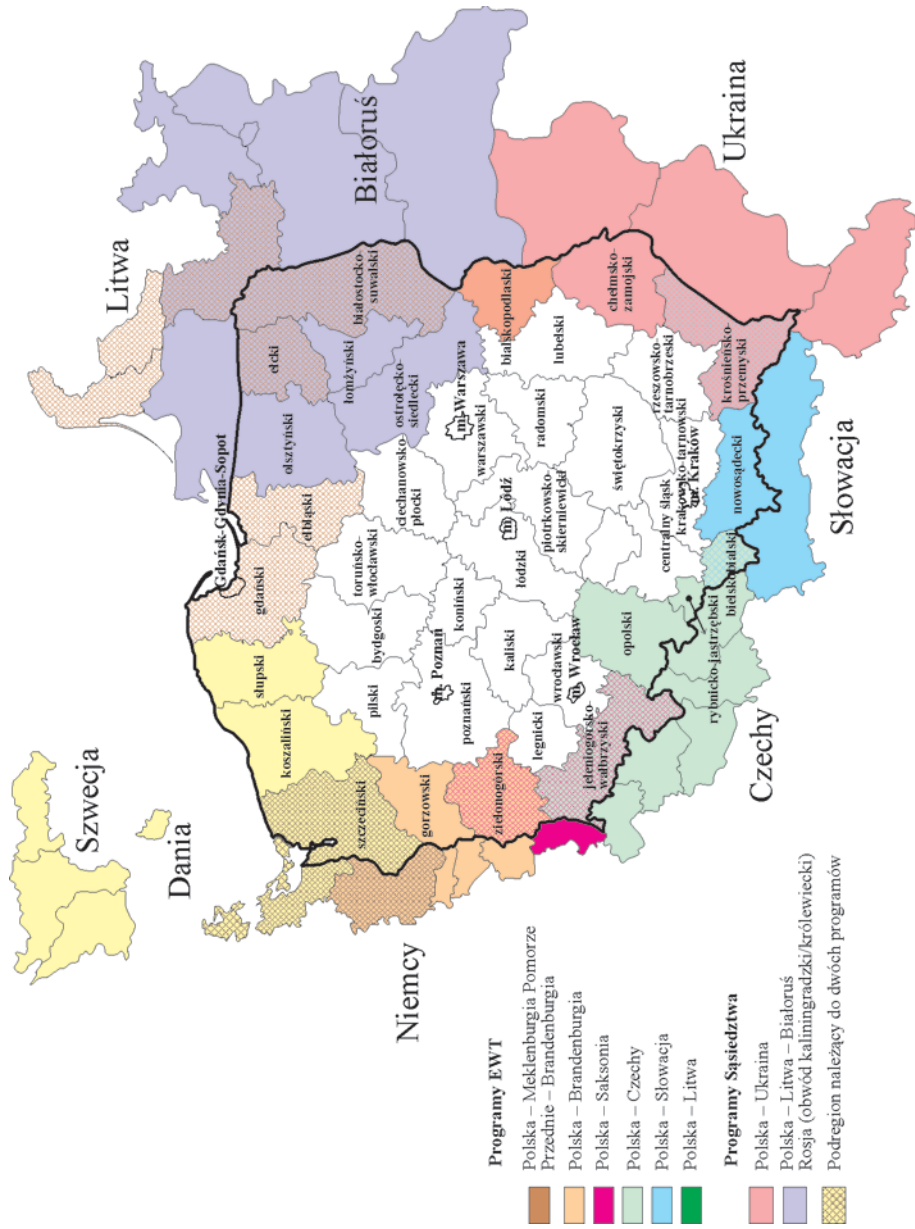 Szwecja
Dania
Niemcy
Litwa
Białoruś
Ukraina
Słowacja
Czechy
Gdańsk-Gdynia-Sopot
koszaliński
słupski
gdański
elbląski
olsztyński
ełcki
białostocko-
suwalski
łomżyński
ostrołęcko-
siedlecki
szczeciński
gorzowski
zielonogórski
pilski
bydgoski
toruńsko-
włocławski
ciechanowsko-
płocki
m. Warszawa
warszawski
m. Poznań
poznański
koniński
kaliski
łódzki
m. Łódź
piotrkowsko-
skierniewicki
radomski
lubelski
bialskopodlaski
chełmsko-
zamojski
legnicki
wrocławski
m. Wrocław
jeleniogórsko-
wałbrzyski
opolski
centralny śląsk
świętokrzyski
krakowsko-tarnowski
m. Kraków
rzeszowsko-
tarnobrzeski
krośnieńsko-
przemyski
nowosądecki
bielskobialski
rybnicko-jastrzębski
Programy EWT
Polska – Meklenburgia Pomorze
Przednie – Brandenburgia
Polska – Brandenburgia
Polska – Saksonia
Polska – Czechy
Polska – Słowacja
Polska – Litwa
Programy Sąsiedztwa
Polska – Ukraina
Polska – Litwa – Białoruś
Rosja (obwód kaliningradzki/królewiecki)
Podregion należący do dwóch programów